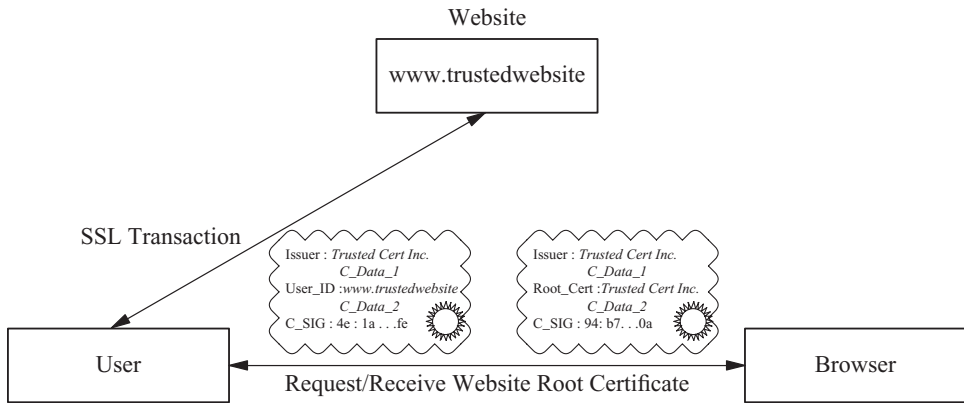 Website
www.trustedwebsite
SSL Transaction
Issuer : Trusted Cert Inc.
C_Data_1
User_ID :www.trustedwebsite
C_Data_2
C_SIG : 4e : 1a . . .fe
Issuer : Trusted Cert Inc.
C_Data_1
Root_Cert :Trusted Cert Inc.
C_Data_2
C_SIG : 94: b7. . .0a
User
Request/Receive Website Root Certificate
Browser